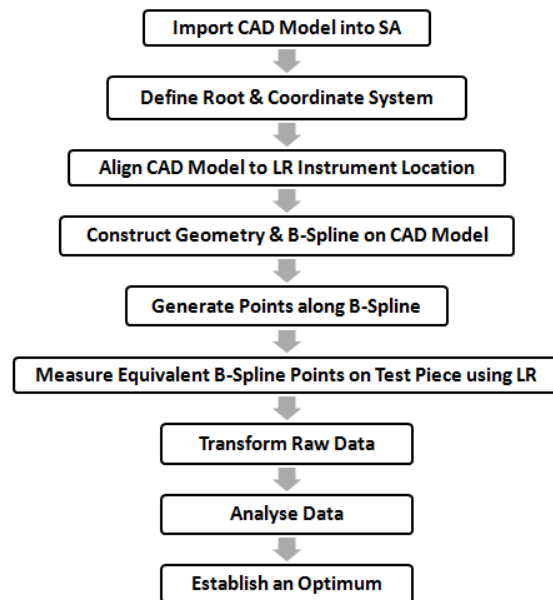 Import CAD Model into SA
Define Root & Coordinate System
Align CAD Model to LR Instrument Location
Construct Geometry & B-Spline on CAD Model
Generate Points along B-Spline
Measure Equivalent B-Spline Points on Test Piece using LR
Transform Raw Data
Analyse Data
Establish an Optimum